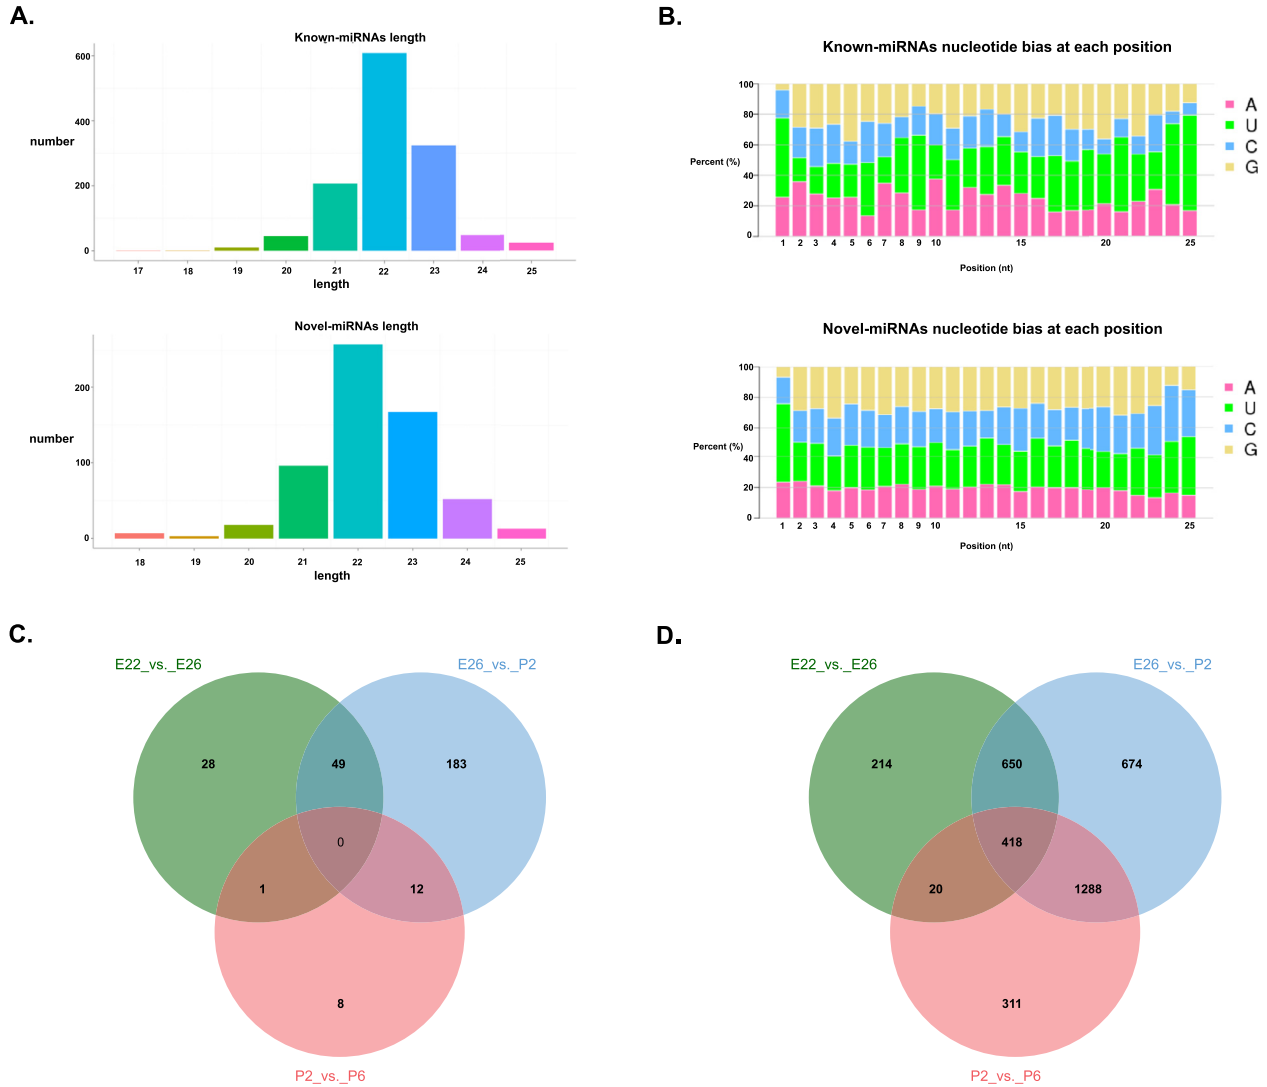 A.
Known-miRNAs length
600
400
200
0
number
17 18 19 20 21 22 23 24 25
length
Novel-miRNAs length
200
100
0
number
18 19 20 21 22 23 24 25
length
B.
Known-miRNAs nucleotide bias at each position
100
80
60
40
20
0
Percent (%)
1 2 3 4 5 6 7 8 9 10 15 20 25
Position (nt)
A
U
C
G
Novel-miRNAs nucleotide bias at each position
100
80
60
40
20
0
Percent (%)
1 2 3 4 5 6 7 8 9 10 15 20 25
Position (nt)
A
U
C
G
C.
E22_vs._E26 E26_vs._P2
28 49 183
0
1 12
8
P2_vs._P6
D.
E22_vs._E26 E26_vs._P2
214 650 674
418
20 1288
311
P2_vs._P6